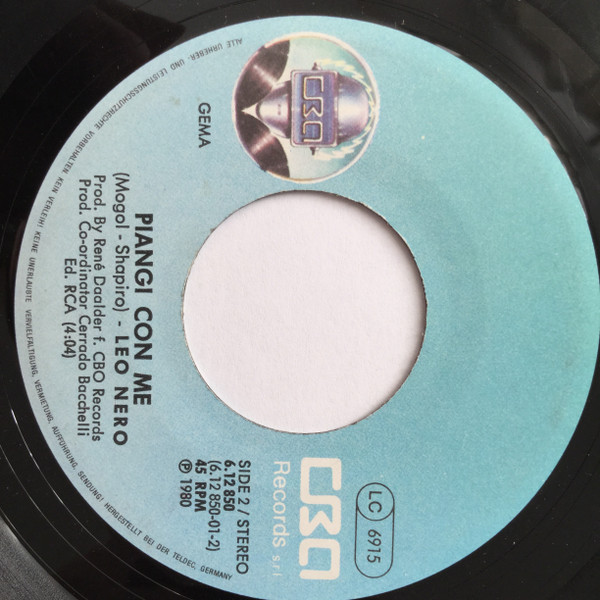 CBO
LC 6915
CBO
Records s.r.l
GEMA
SIDE 2 / STEREO
6.12 850
(6.12 850-01-2)
45 RPM
Ⓟ 1980
PIANGI CON ME
(Mogol - Shapiro) - LEO NERO
Prod. By René Daalder f. CBO Records
Prod. Co-ordinator Cerrado Bacchelli
Ed. RCA (4:04)
ALLE URHEBER- UND LEISTUNGSSCHUTZRECHTE VORBEHALTEN KEIN VERLEIH! KEINE UNERLAUBTE VERVIELFÄLTIGUNG, VERMIETUNG, AUFFÜHRUNG, SENDUNG! HERGESTELLT BEI DER TELDEC, GERMANY